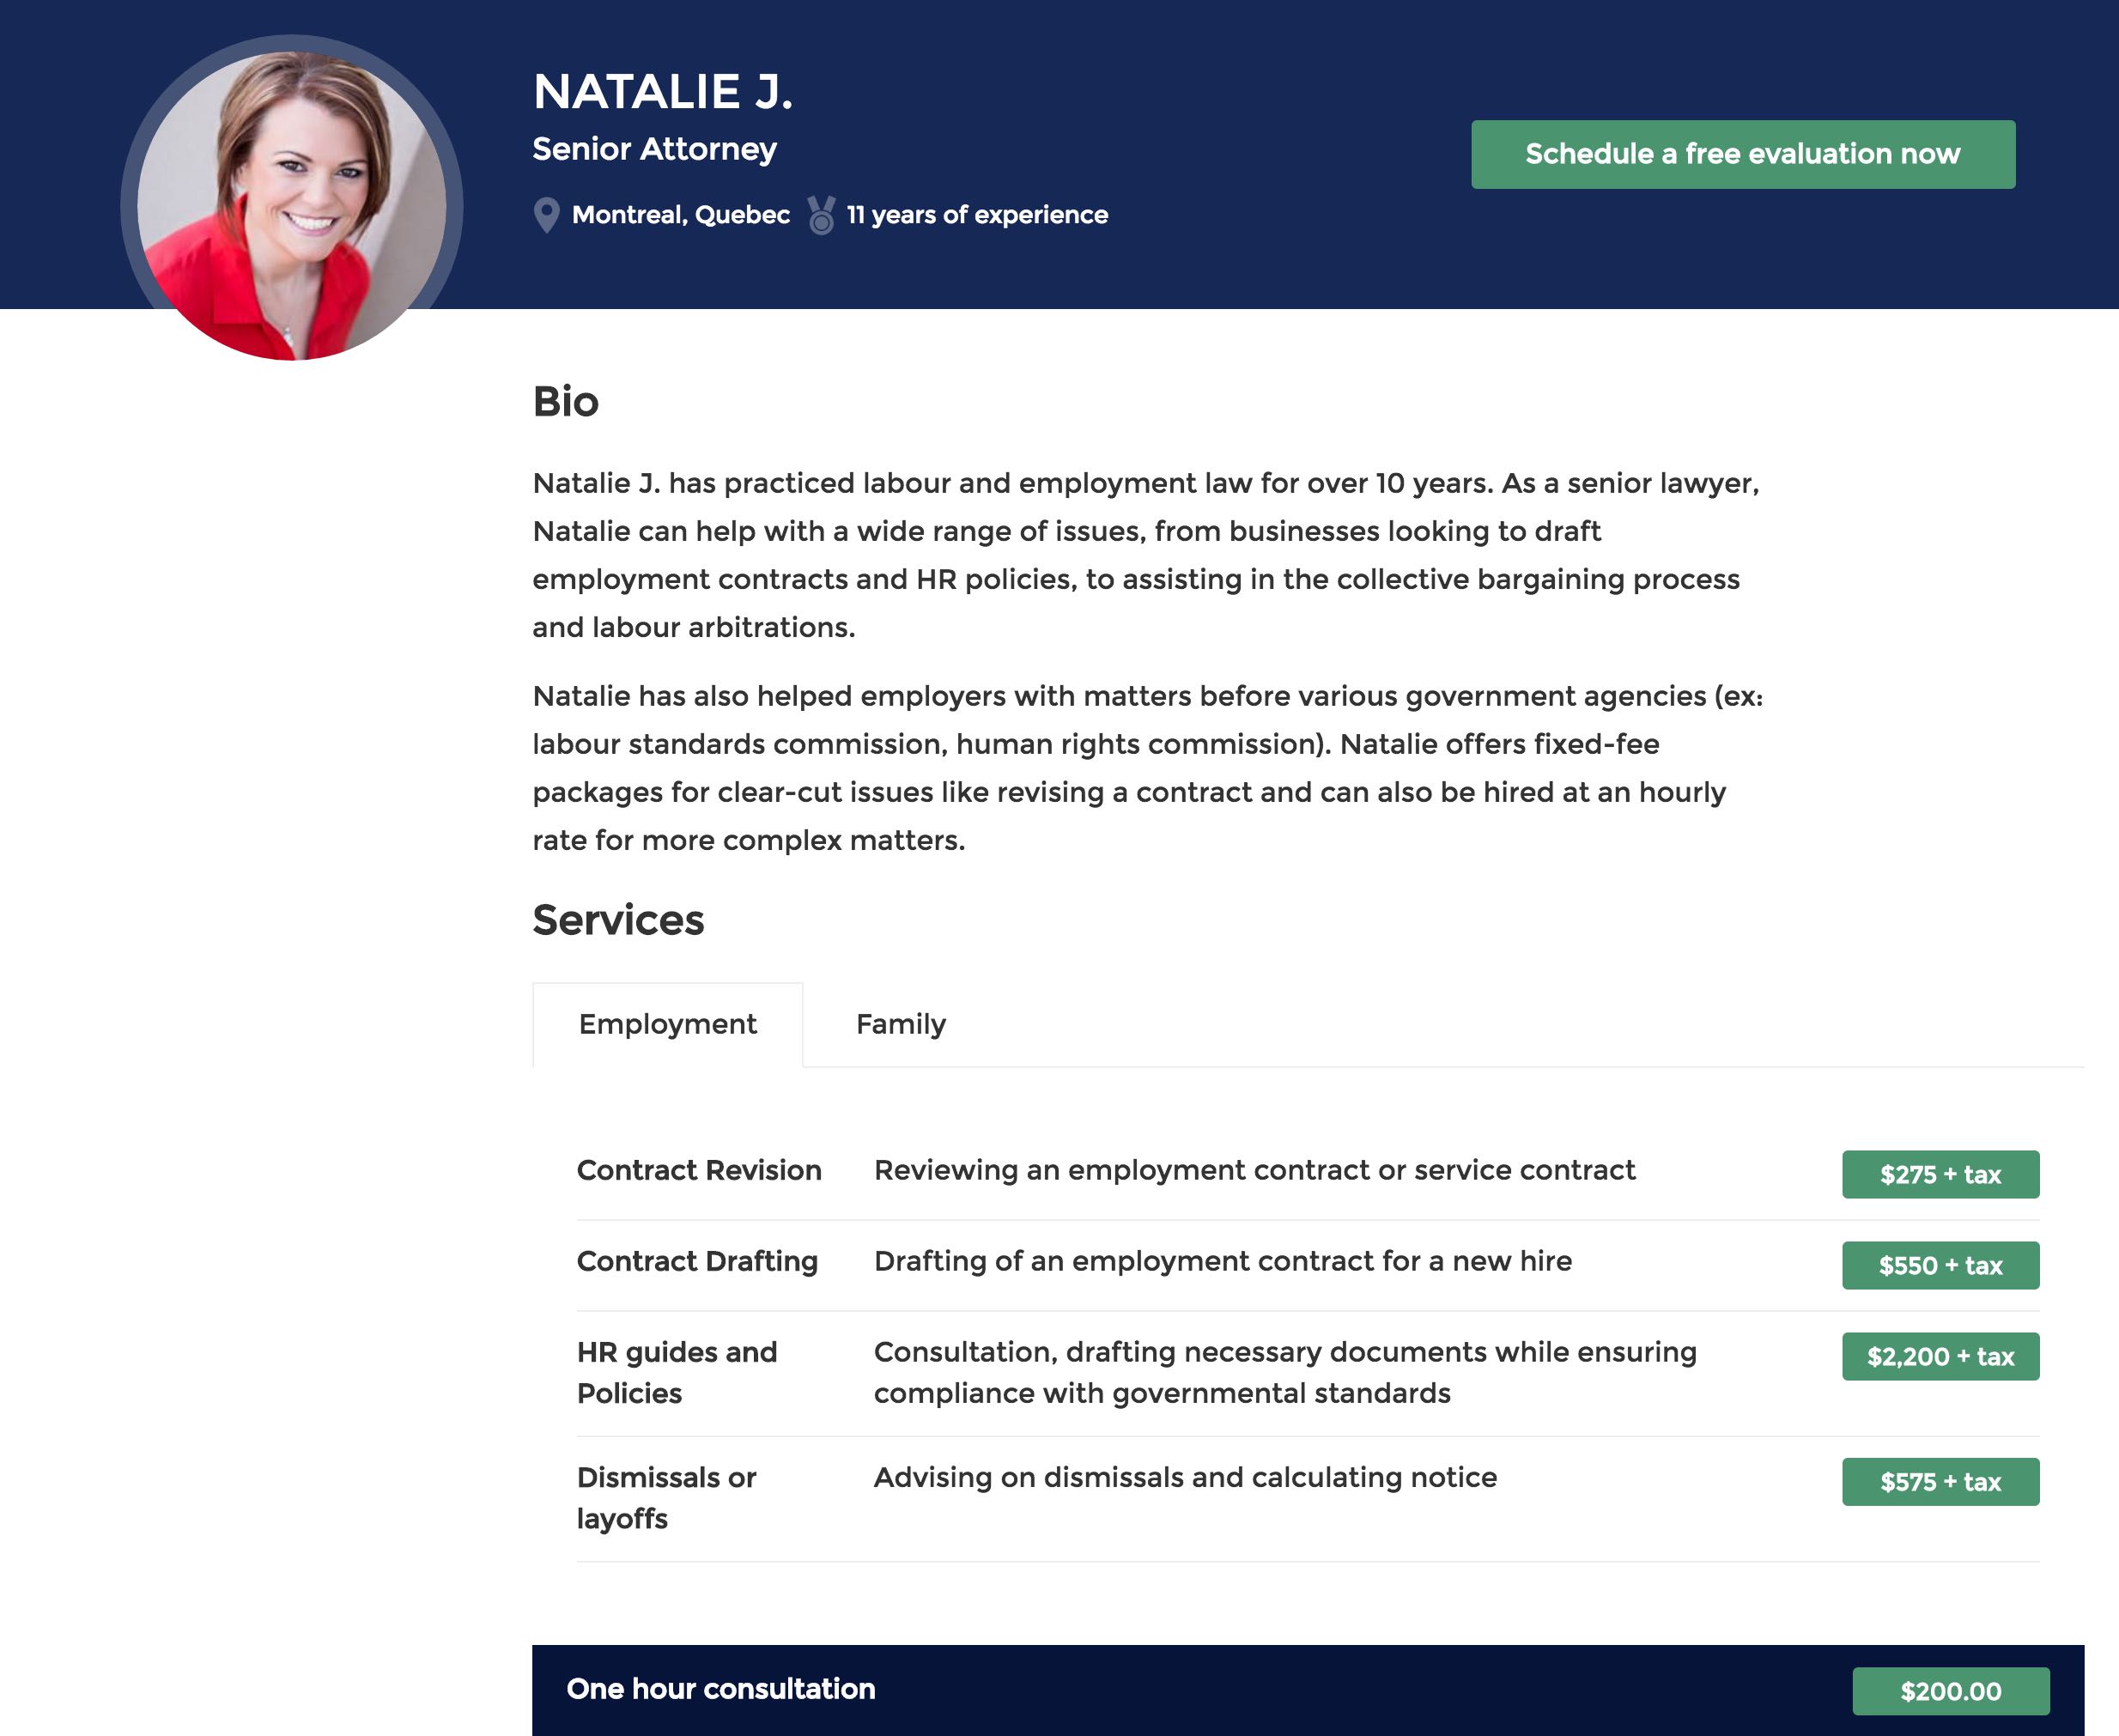 NATALIE J.
Senior Attorney
Montreal, Quebec 11 years of experience
Schedule a free evaluation now
Bio
Natalie J. has practiced labour and employment law for over 10 years. As a senior lawyer,
Natalie can help with a wide range of issues, from businesses looking to draft
employment contracts and HR policies, to assisting in the collective bargaining process
and labour arbitrations.
Natalie has also helped employers with matters before various government agencies (ex:
labour standards commission, human rights commission). Natalie offers fixed-fee
packages for clear-cut issues like revising a contract and can also be hired at an hourly
rate for more complex matters.
Services
Employment Family
Contract Revision Reviewing an employment contract or service contract $275 + tax
Contract Drafting Drafting of an employment contract for a new hire $550 + tax
HR guides and Consultation, drafting necessary documents while ensuring $2,200 + tax
Policies compliance with governmental standards
Dismissals or Advising on dismissals and calculating notice $575 + tax
layoffs
One hour consultation $200.00